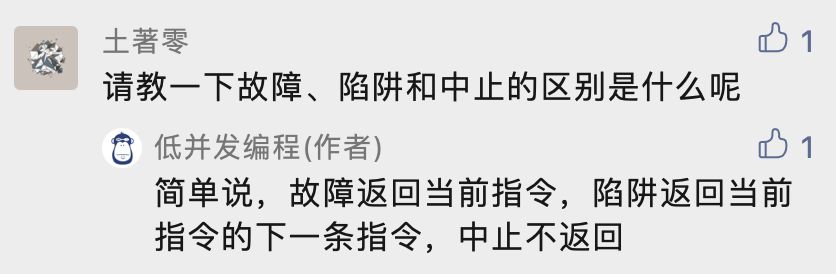 土著零
1
请教一下故障、陷阱和中止的区别是什么呢
低并发编程(作者)
1
简单说，故障返回当前指令，陷阱返回当前
指令的下一条指令，中止不返回